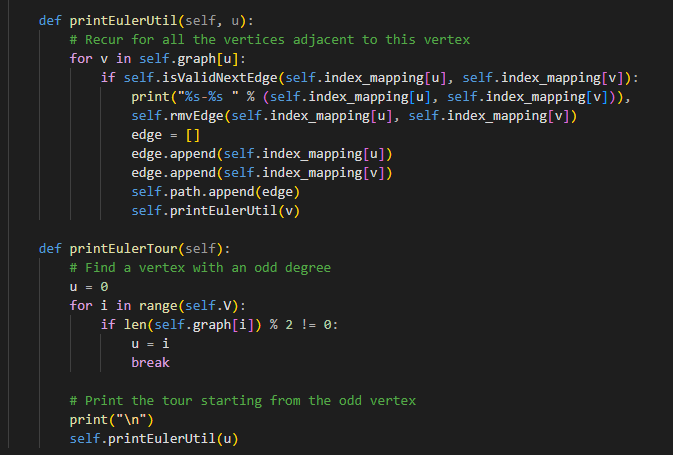 def printEulerUtil(self, u):
    # Recur for all the vertices adjacent to this vertex
    for v in self.graph[u]:
        if self.isValidNextEdge(self.index_mapping[u], self.index_mapping[v]):
            print("%s-%s " % (self.index_mapping[u], self.index_mapping[v])),
            self.rmvEdge(self.index_mapping[u], self.index_mapping[v])
            edge = []
            edge.append(self.index_mapping[u])
            edge.append(self.index_mapping[v])
            self.path.append(edge)
            self.printEulerUtil(v)

def printEulerTour(self):
    # Find a vertex with an odd degree
    u = 0
    for i in range(self.V):
        if len(self.graph[i]) % 2 != 0:
            u = i
            break

    # Print the tour starting from the odd vertex
    print("\n")
    self.printEulerUtil(u)